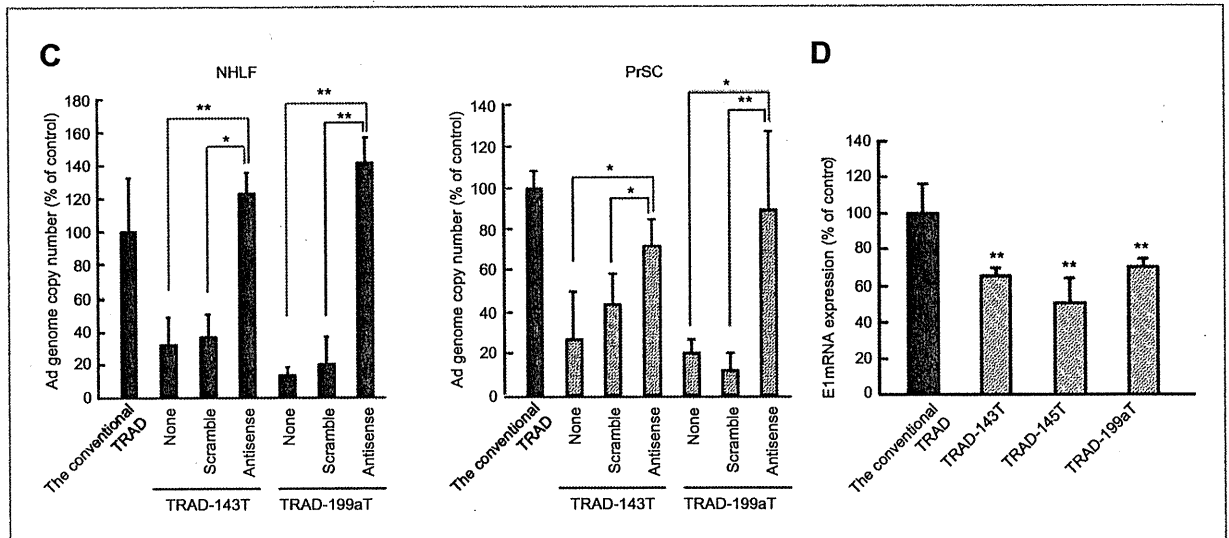 C
NHLF
Ad genome copy number (% of control)
180
160
140
120
100
80
60
40
20
0
**
*
**
**
The conventional TRAD
None
Scramble
Antisense
None
Scramble
Antisense
TRAD-143T
TRAD-199aT
PrSC
Ad genome copy number (% of control)
140
120
100
80
60
40
20
0
*
*
*
**
The conventional TRAD
None
Scramble
Antisense
None
Scramble
Antisense
TRAD-143T
TRAD-199aT
D
E1mRNA expression (% of control)
140
120
100
80
60
40
20
0
**
**
**
The conventional TRAD
TRAD-143T
TRAD-145T
TRAD-199aT